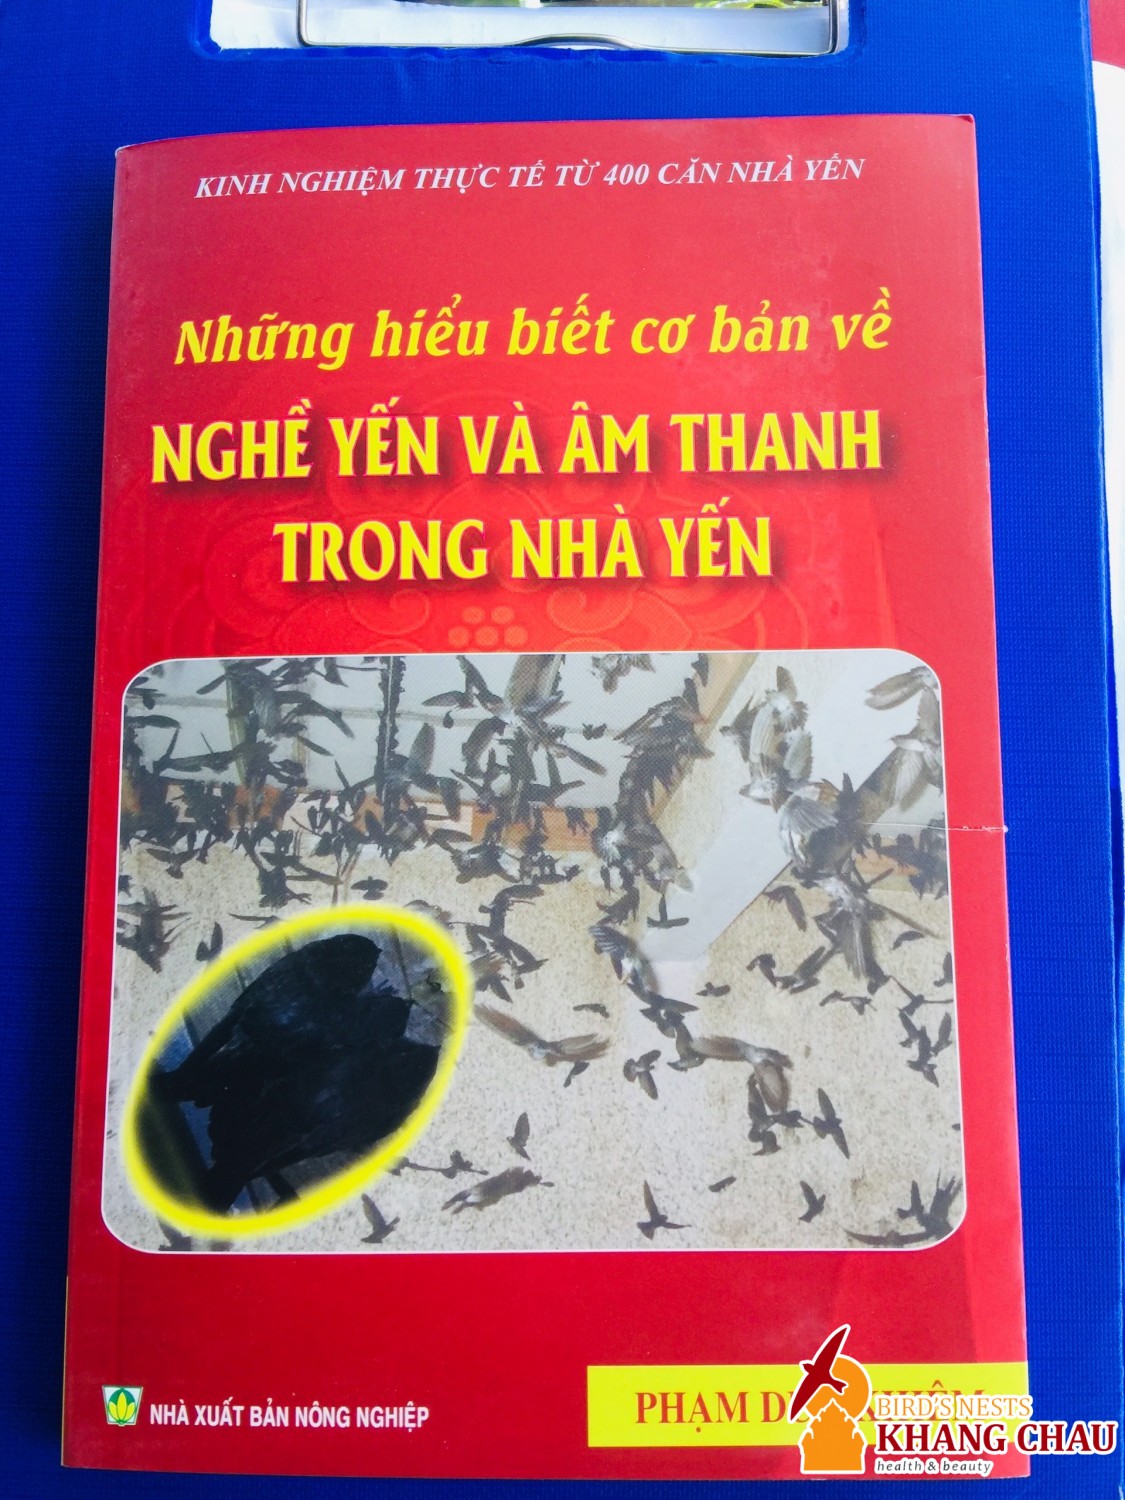 KINH NGHIỆM THỰC TẾ TỪ 400 CĂN NHÀ YẾN
Những hiểu biết cơ bản về
NGHỀ YẾN VÀ ÂM THANH
TRONG NHÀ YẾN
NHÀ XUẤT BẢN NÔNG NGHIỆP
PHẠM
BIRD'S NESTS
KHANG CHAU
health & beauty